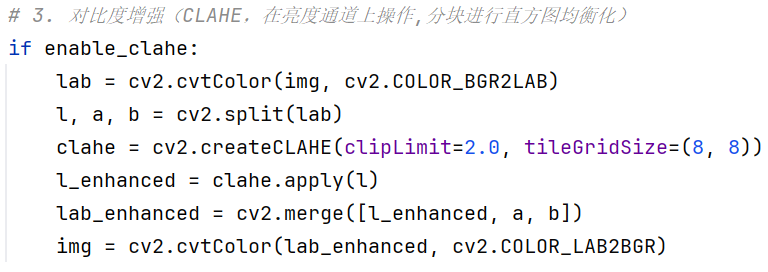 # 3. 对比度增强（CLAHE，在亮度通道上操作,分块进行直方图均衡化）
if enable_clahe:
    lab = cv2.cvtColor(img, cv2.COLOR_BGR2LAB)
    l, a, b = cv2.split(lab)
    clahe = cv2.createCLAHE(clipLimit=2.0, tileGridSize=(8, 8))
    l_enhanced = clahe.apply(l)
    lab_enhanced = cv2.merge([l_enhanced, a, b])
    img = cv2.cvtColor(lab_enhanced, cv2.COLOR_LAB2BGR)